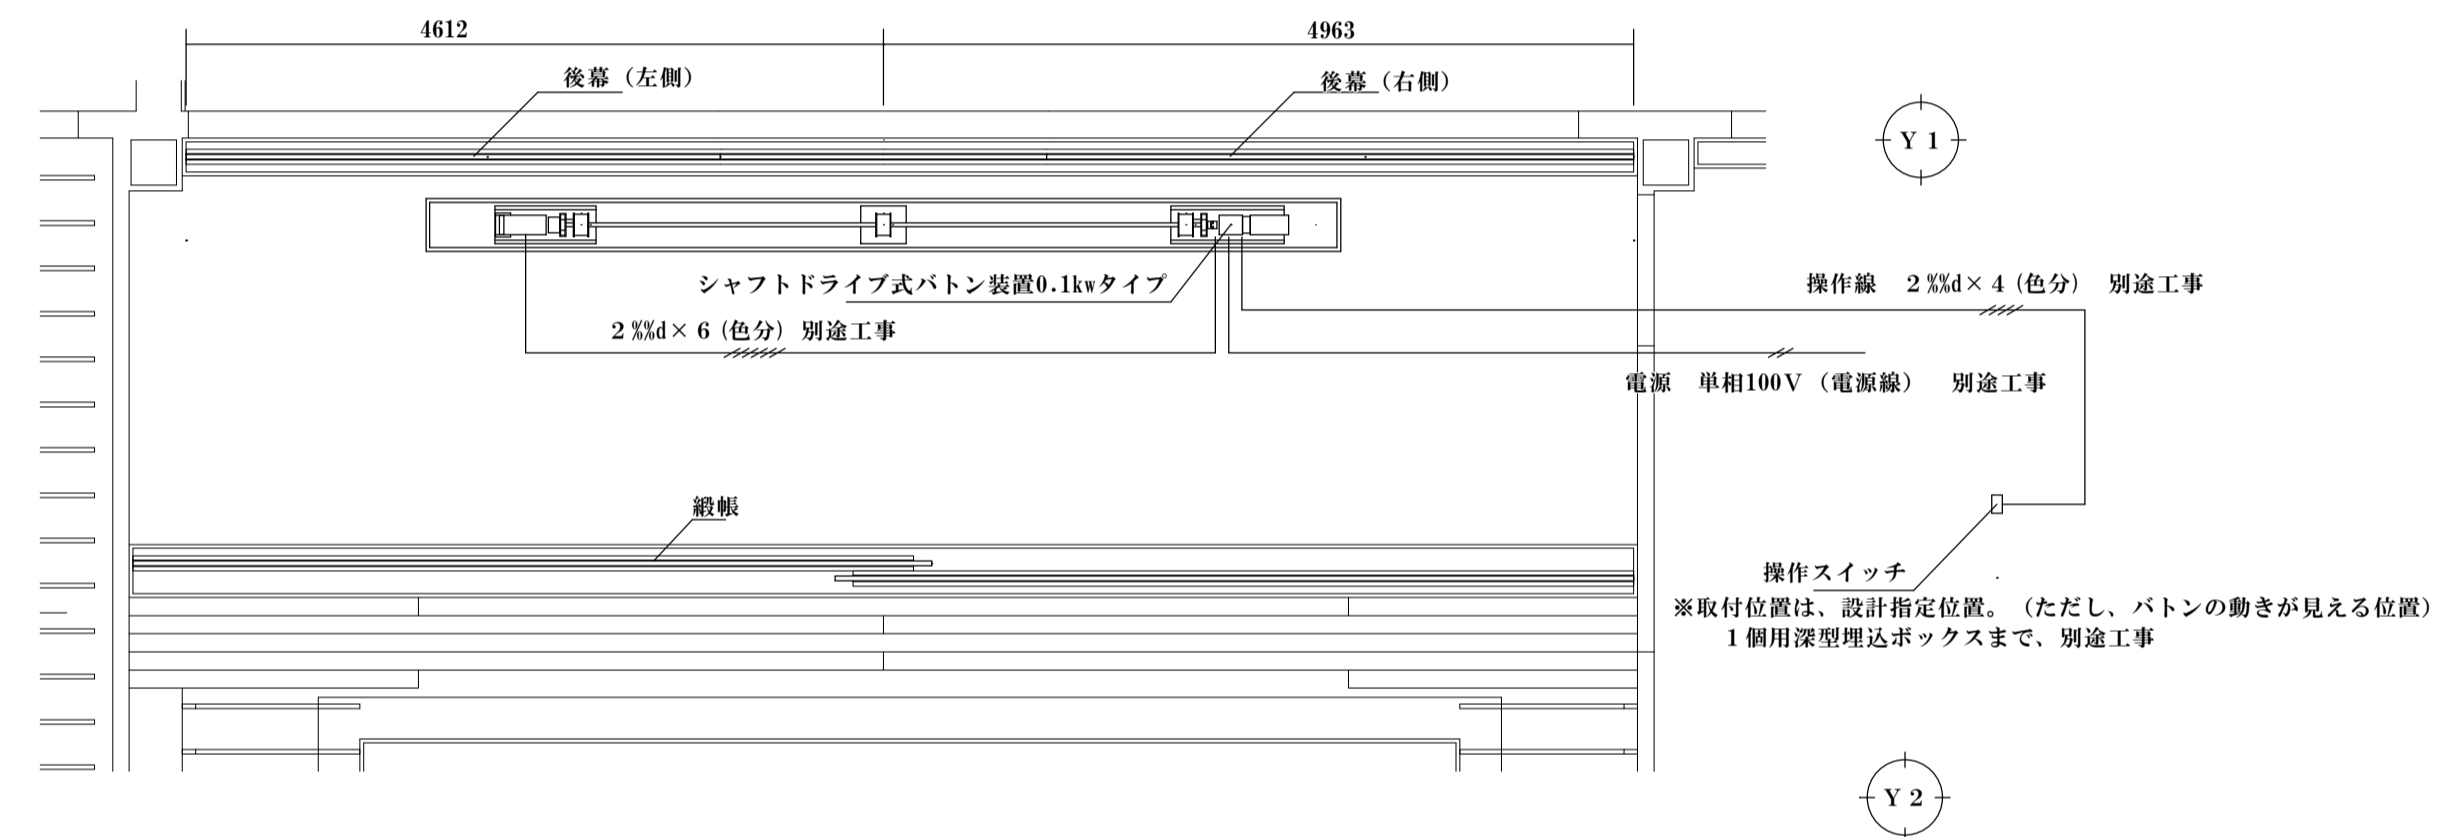 4612
4963
後幕（左側）
後幕（右側）
Ｙ１
シャフトドライブ式バトン装置0.1kwタイプ
操作線　２%%d×４（色分）　別途工事
２%%d×６（色分）　別途工事
電源　単相100Ｖ（電源線）　別途工事
緞帳
操作スイッチ
※取付位置は、設計指定位置。（ただし、バトンの動きが見える位置）
１個用深型埋込ボックスまで、別途工事
Ｙ２